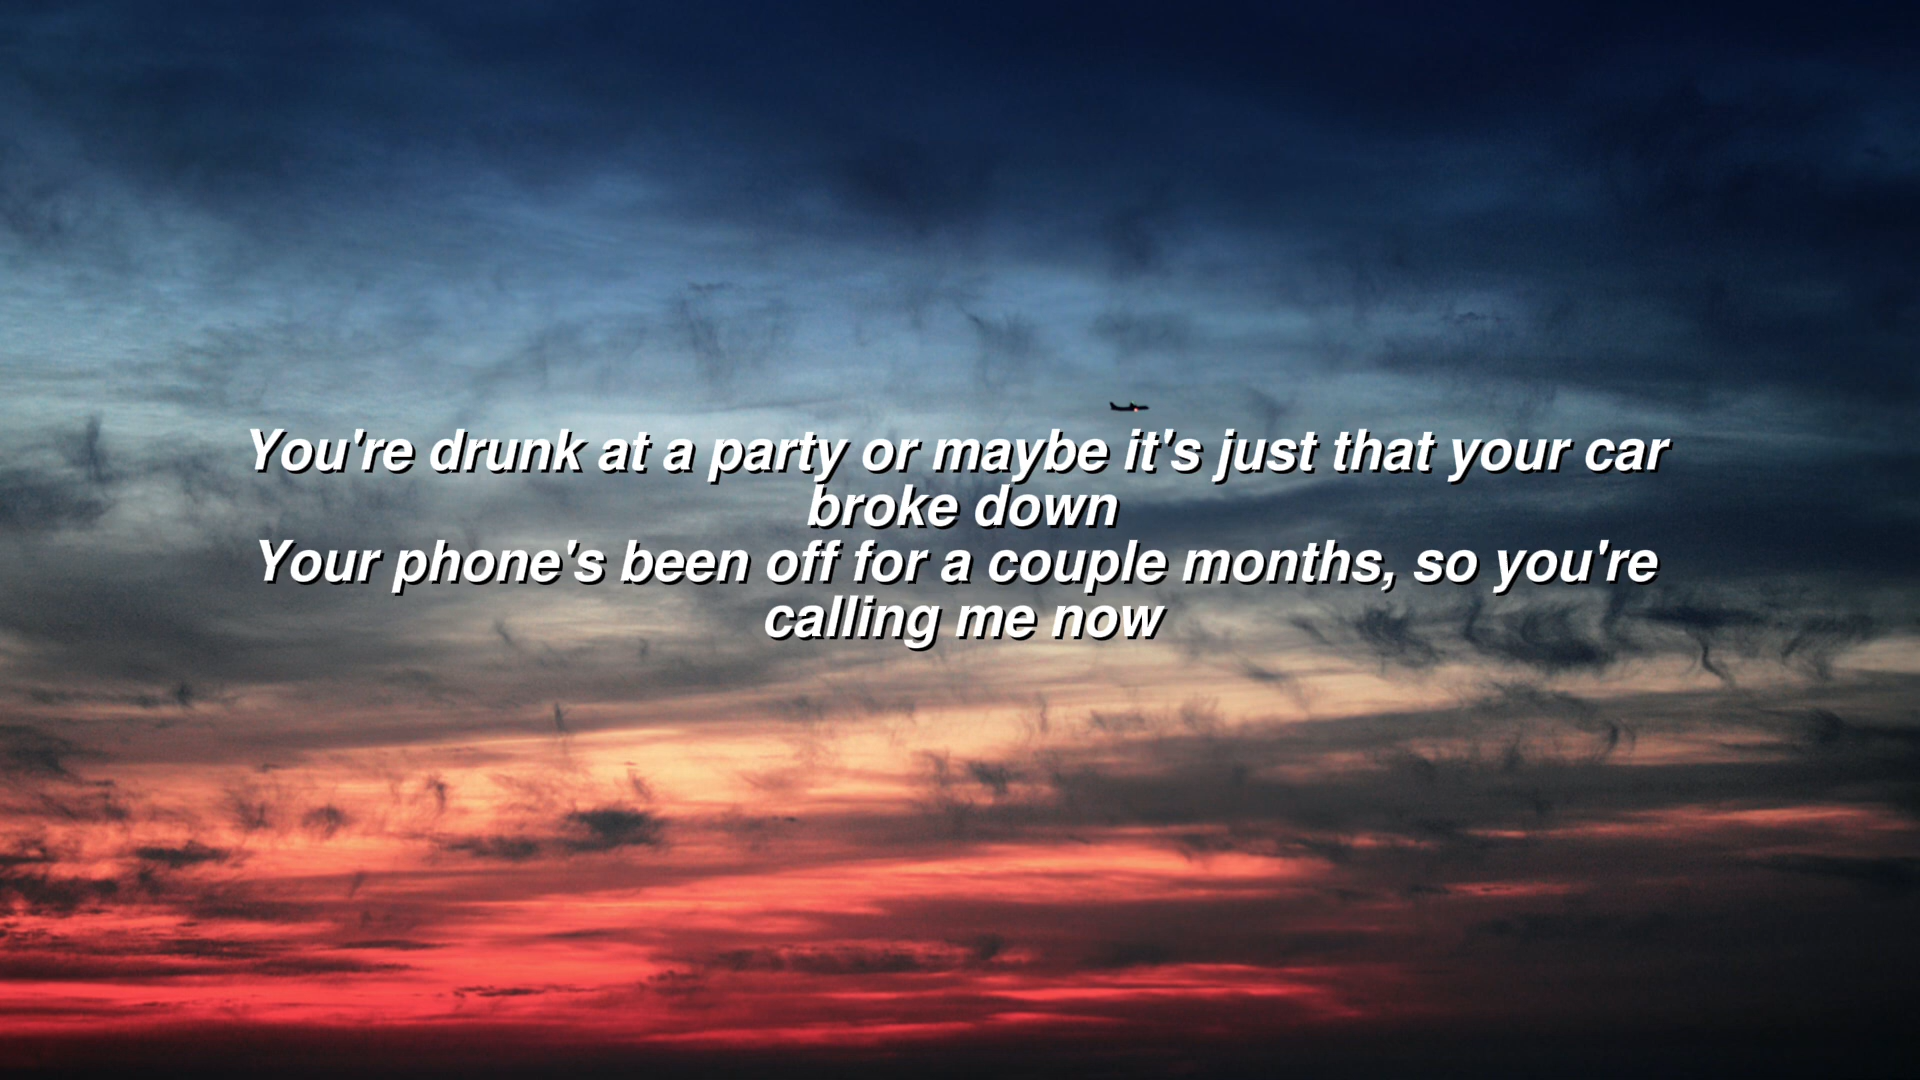 You're drunk at a party or maybe it's just that your car
broke down
Your phone's been off for a couple months, so you're
calling me now